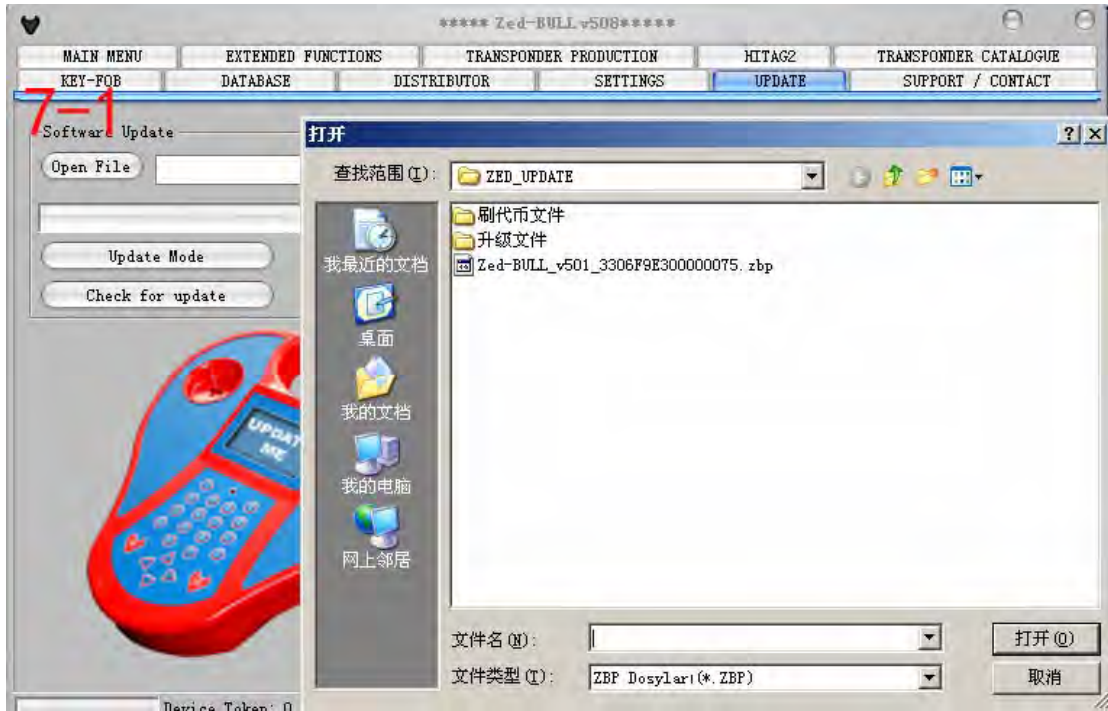 ***** Zed-BULL v508*****
MAIN MENU EXTENDED FUNCTIONS TRANSPONDER PRODUCTION HITAG2 TRANSPONDER CATALOGUE
KEY-FOB DATABASE DISTRIBUTOR SETTINGS UPDATE SUPPORT / CONTACT
7-1
Software Update
Open File
Update Mode
Check for update
UPDAT
ME
打开
查找范围(I):
ZED_UPDATE
刷代币文件
升级文件
Zed-BULL_v501_3306F9E300000075.zbp
我最近的文档
桌面
我的文档
我的电脑
网上邻居
文件名(N):
打开(O)
文件类型(T):
ZBP Dosyları(*.ZBP)
取消
Device Token: 0